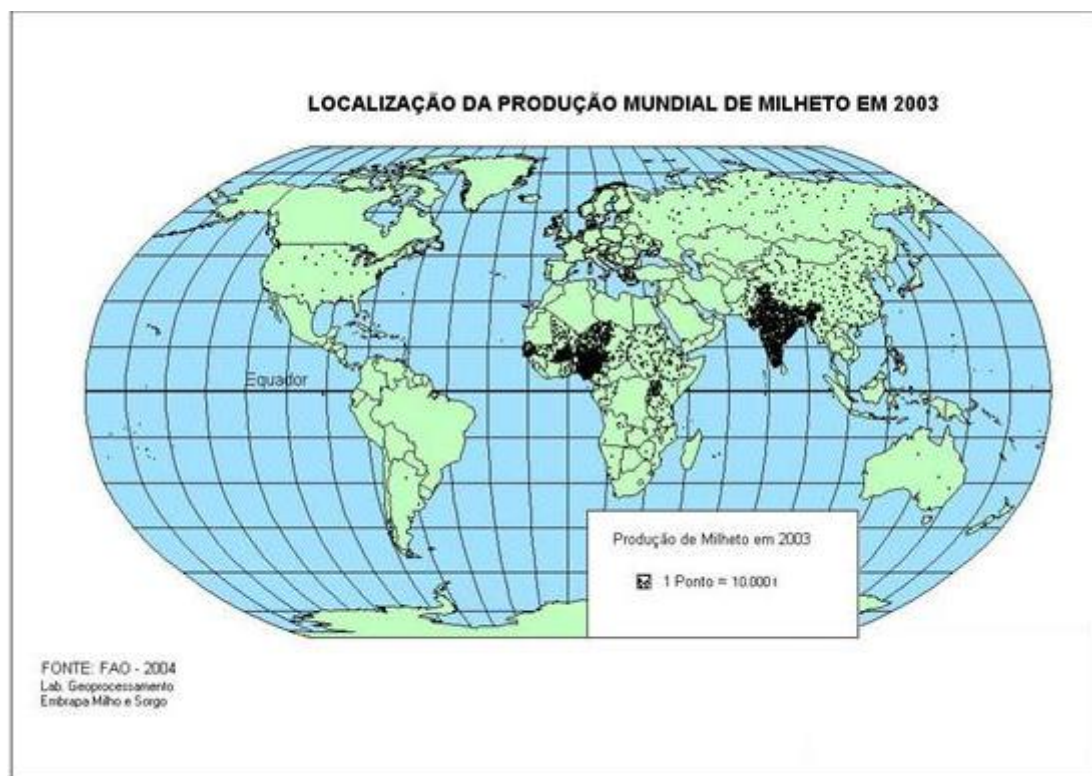 LOCALIZAÇÃO DA PRODUÇÃO MUNDIAL DE MILHETO EM 2003
Equador
Produção de Milheto em 2003
1 Ponto = 10.000 t
FONTE: FAO - 2004
Lab. Geoprocessamento
Embrapa Milho e Sorgo